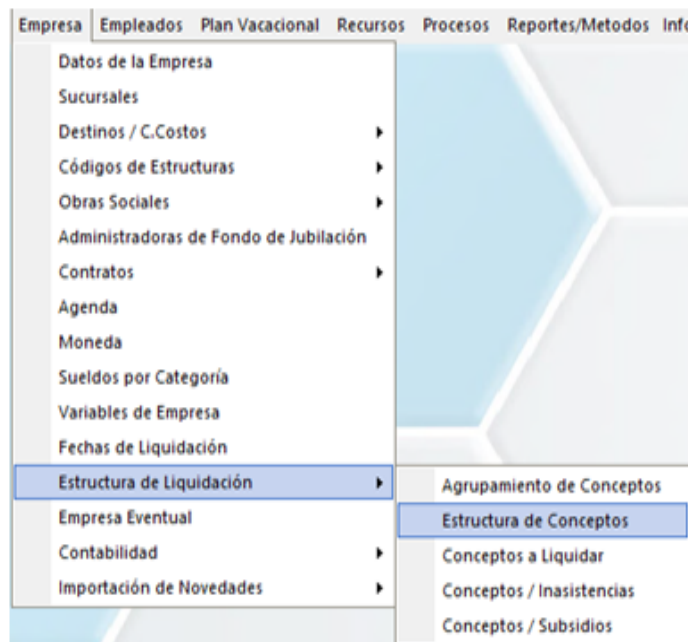 Empresa Empleados Plan Vacacional Recursos Procesos Reportes/Metodos Info
Datos de la Empresa
Sucursales
Destinos / C.Costos
Códigos de Estructuras
Obras Sociales
Administradoras de Fondo de Jubilación
Contratos
Agenda
Moneda
Sueldos por Categoría
Variables de Empresa
Fechas de Liquidación
Estructura de Liquidación
Empresa Eventual
Contabilidad
Importación de Novedades
Agrupamiento de Conceptos
Estructura de Conceptos
Conceptos a Liquidar
Conceptos / Inasistencias
Conceptos / Subsidios